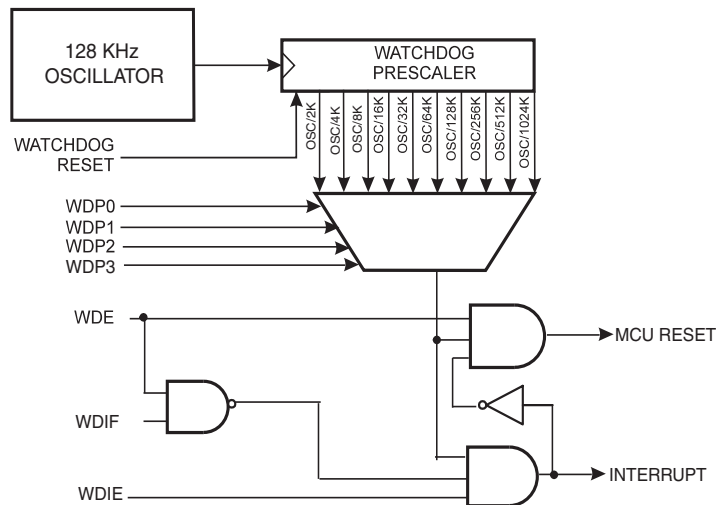 128 KHz
OSCILLATOR
WATCHDOG
PRESCALER
OSC/2K
OSC/4K
OSC/8K
OSC/16K
OSC/32K
OSC/64K
OSC/128K
OSC/256K
OSC/512K
OSC/1024K
WATCHDOG
RESET
WDP0
WDP1
WDP2
WDP3
WDE
MCU RESET
WDIF
INTERRUPT
WDIE